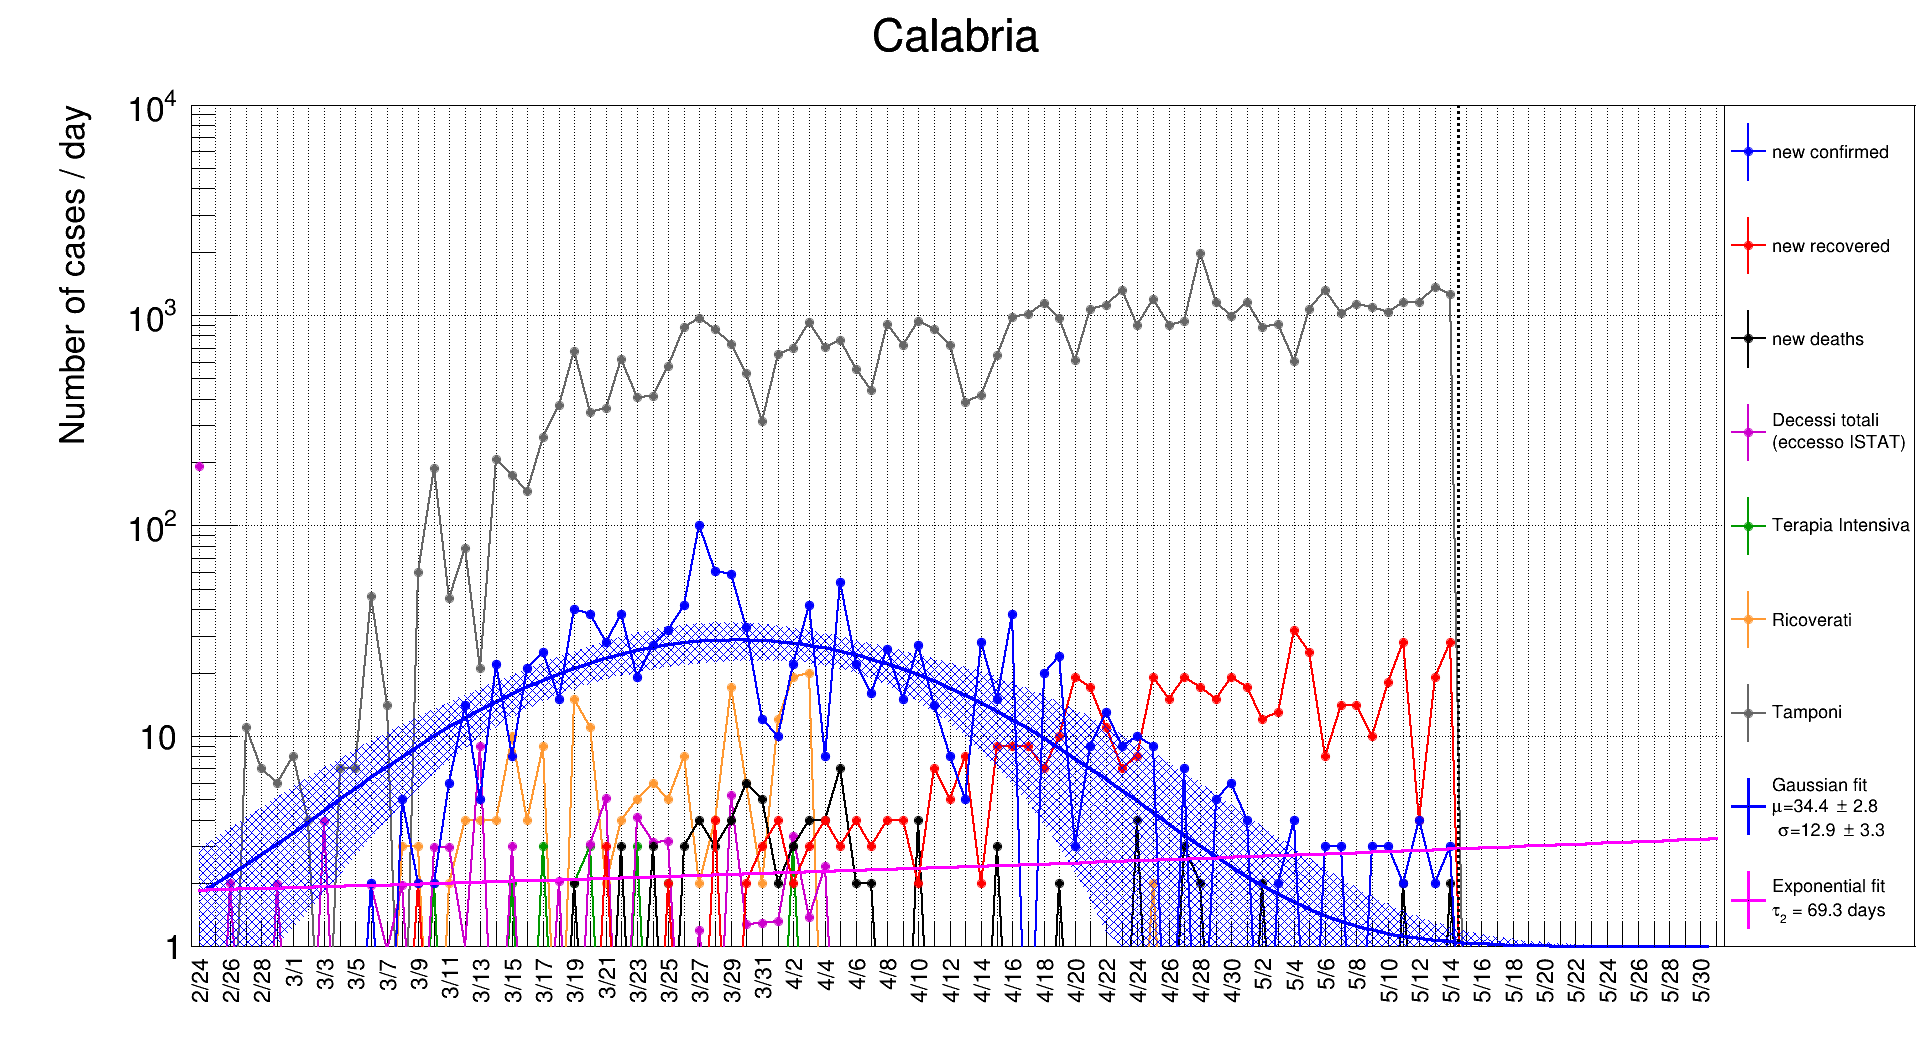 Calabria
Number of cases / day
10^4
10^3
10^2
10
1
2/24 2/26 2/28 3/1 3/3 3/5 3/7 3/9 3/11 3/13 3/15 3/17 3/19 3/21 3/23 3/25 3/27 3/29 3/31 4/2 4/4 4/6 4/8 4/10 4/12 4/14 4/16 4/18 4/20 4/22 4/24 4/26 4/28 4/30 5/2 5/4 5/6 5/8 5/10 5/12 5/14 5/16 5/18 5/20 5/22 5/24 5/26 5/28 5/30
new confirmed
new recovered
new deaths
Decessi totali
(eccesso ISTAT)
Terapia Intensiva
Ricoverati
Tamponi
Gaussian fit
μ=34.4 ± 2.8
σ=12.9 ± 3.3
Exponential fit
τ₂ = 69.3 days